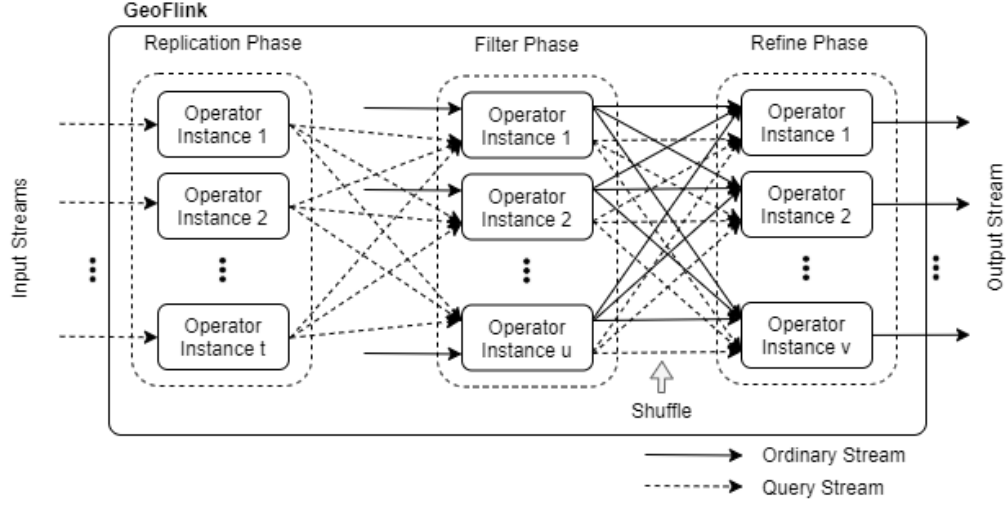 GeoFlink
Replication Phase
Filter Phase
Refine Phase
Operator
Instance 1
Operator
Instance 1
Operator
Instance 1
Operator
Instance 2
Operator
Instance 2
Operator
Instance 2
Operator
Instance t
Operator
Instance u
Operator
Instance v
Input Streams
Output Stream
Shuffle
Ordinary Stream
Query Stream